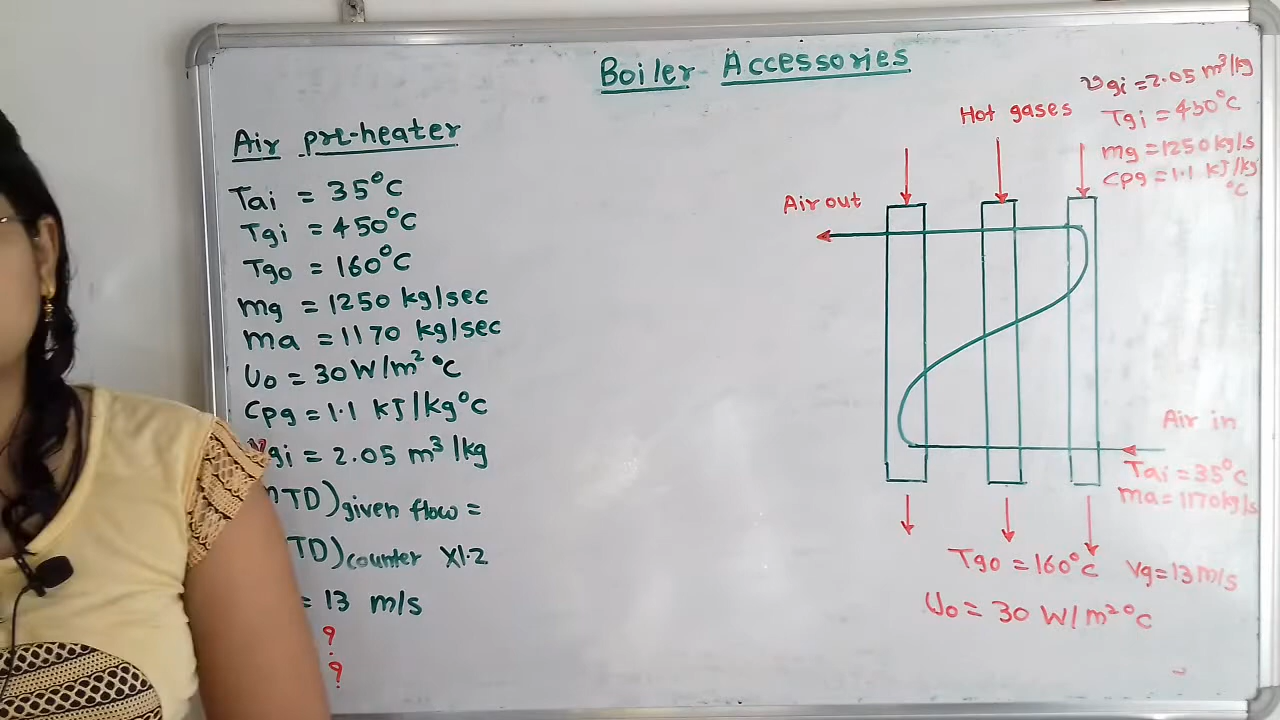 Boiler Accessories
Air pre-heater
Tai = 35°C
Tgi = 450°C
Tgo = 160°C
mg = 1250 kg/sec
ma = 1170 kg/sec
Uo = 30 W/m² °C
Cpg = 1.1 KJ/kg°C
gi = 2.05 m³/kg
TD)given flow =
TD)counter X1.2
= 13 m/s
?
?
Hot gases
νgi = 2.05 m³/kg
Tgi = 450°C
mg = 1250 kg/s
Cpg = 1.1 KJ/kg
°C
Air out
Air in
Tai = 35°C
ma = 1170kg/s
Tgo = 160°C Vg = 13 m/s
Uo = 30 W/m²°C